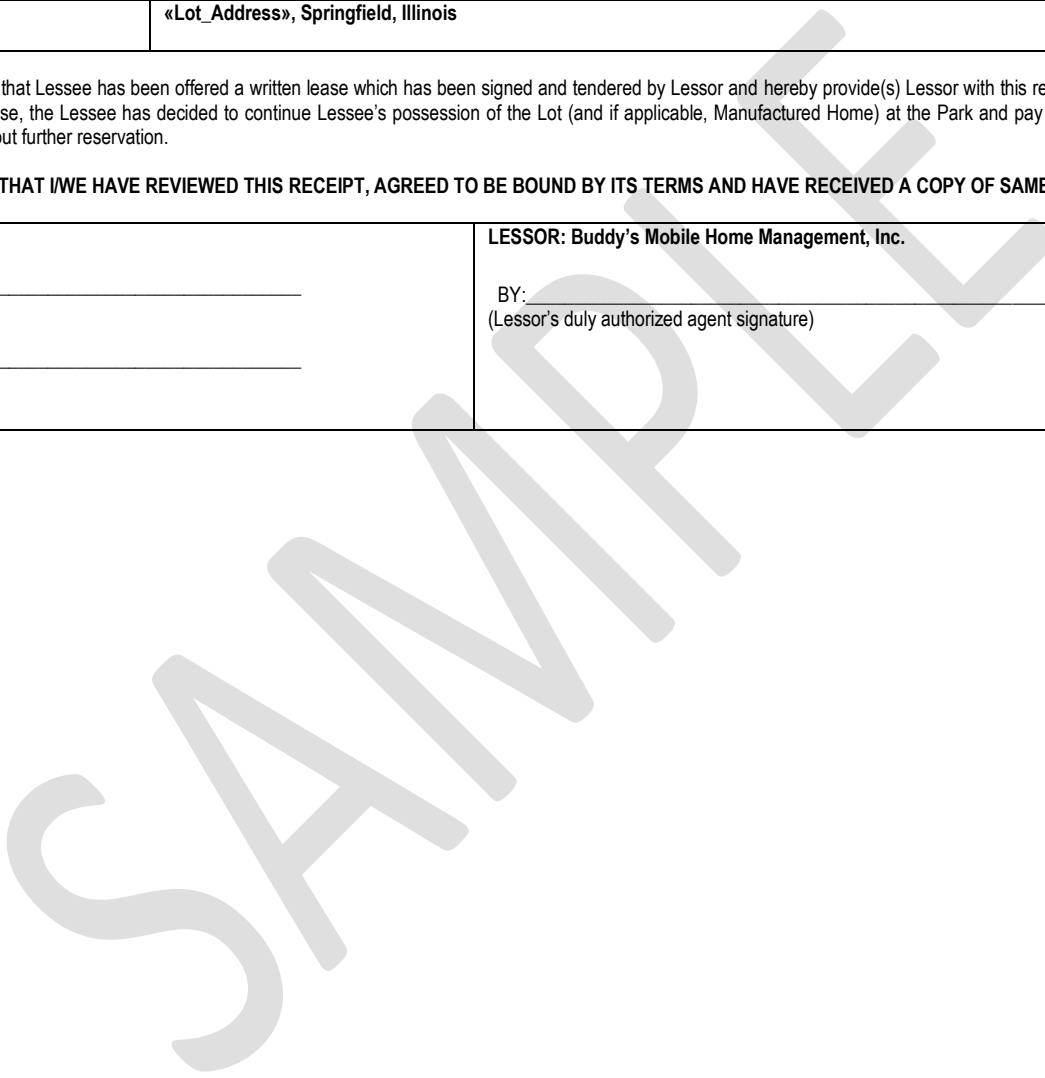 «Lot_Address», Springfield, Illinois
that Lessee has been offered a written lease which has been signed and tendered by Lessor and hereby provide(s) Lessor with this re
se, the Lessee has decided to continue Lessee’s possession of the Lot (and if applicable, Manufactured Home) at the Park and pay
out further reservation.
THAT I/WE HAVE REVIEWED THIS RECEIPT, AGREED TO BE BOUND BY ITS TERMS AND HAVE RECEIVED A COPY OF SAME
LESSOR: Buddy’s Mobile Home Management, Inc.
BY:
(Lessor’s duly authorized agent signature)
SAMPLE